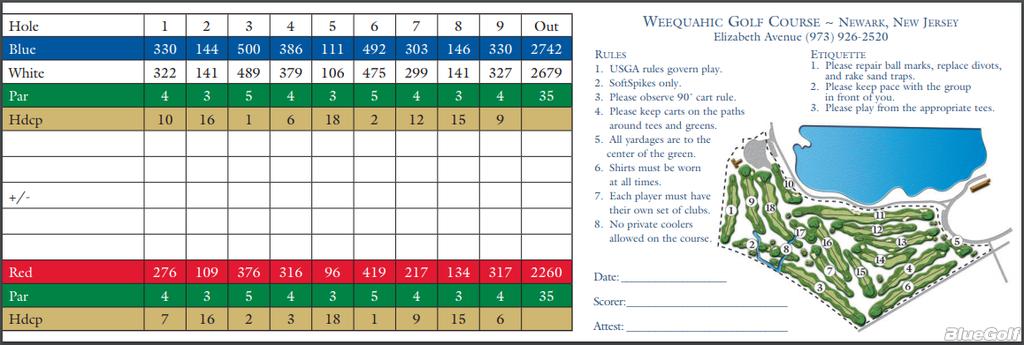 Hole 1 2 3 4 5 6 7 8 9 Out
Blue 330 144 500 386 111 492 303 146 330 2742
White 322 141 489 379 106 475 299 141 327 2679
Par 4 3 5 4 3 5 4 3 4 35
Hdcp 10 16 1 6 18 2 12 15 9
+/-
Red 276 109 376 316 96 419 217 134 317 2260
Par 4 3 5 4 3 5 4 3 4 35
Hdcp 7 16 2 3 18 1 9 15 6
Weequahic Golf Course ~ Newark, New Jersey
Elizabeth Avenue (973) 926-2520
Rules
1. USGA rules govern play.
2. SoftSpikes only.
3. Please observe 90˚ cart rule.
4. Please keep carts on the paths
around tees and greens.
5. All yardages are to the
center of the green.
6. Shirts must be worn
at all times.
7. Each player must have
their own set of clubs.
8. No private coolers
allowed on the course.
Etiquette
1. Please repair ball marks, replace divots,
and rake sand traps.
2. Please keep pace with the group
in front of you.
3. Please play from the appropriate tees.
10
1 9 18
11
12
17
2 8 16 13 5
14
7 15 4
3 6
Date:
Scorer:
Attest:
BlueGolf